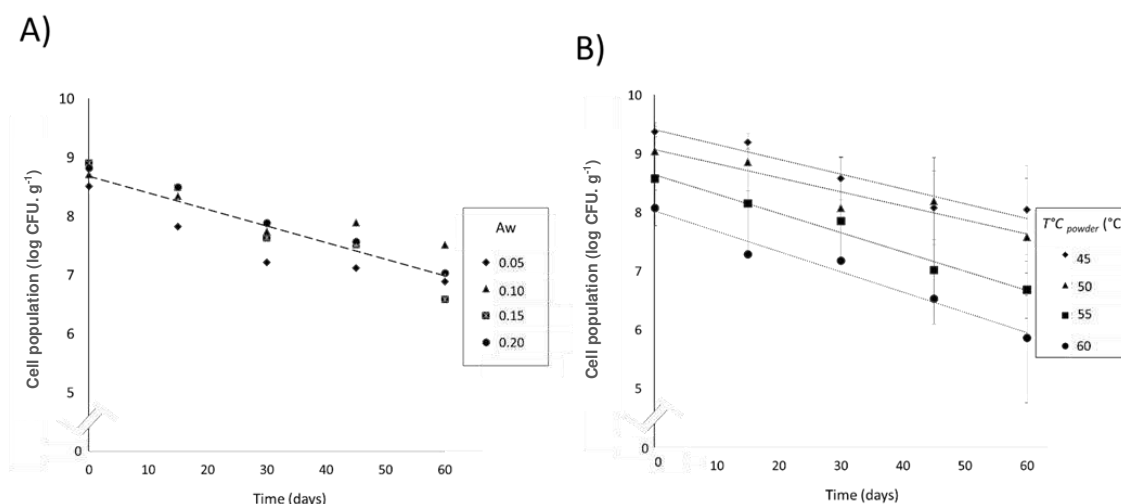 A)
Cell population (log CFU. g⁻¹)
10
9
8
7
6
5
0
0 10 20 30 40 50 60
Time (days)
Aw
0.05
0.10
0.15
0.20
B)
Cell population (log CFU. g⁻¹)
10
9
8
7
6
5
0
0 10 20 30 40 50 60
Time (days)
T°C powder (°C
45
50
55
60